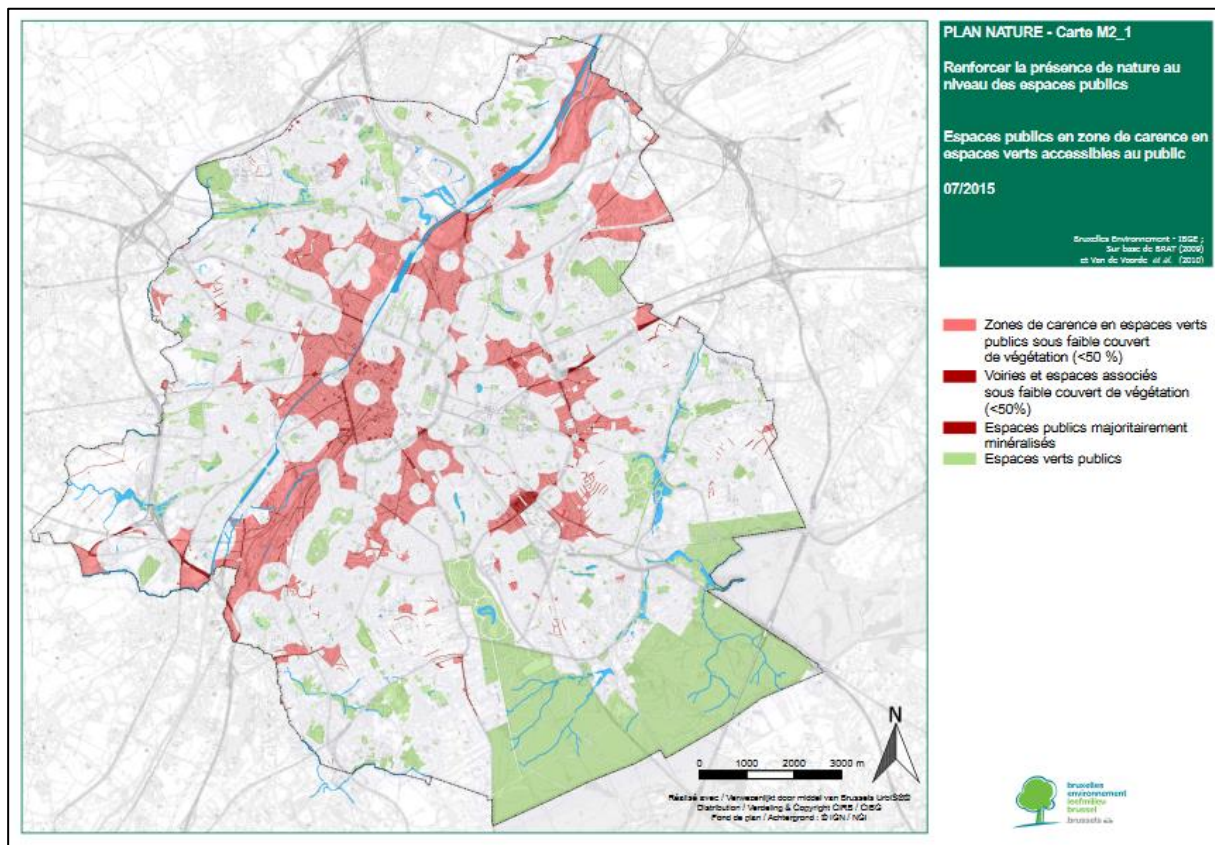 PLAN NATURE - Carte M2_1
Renforcer la présence de nature au
niveau des espaces publics
Espaces publics en zone de carence en
espaces verts accessibles au public
07/2015
Bruxelles Environnement - IBGE ;
Sur base de BRAT (2009)
et Van de Voorde et al. (2010)
Zones de carence en espaces verts
publics sous faible couvert
de végétation (<50 %)
Voiries et espaces associés
sous faible couvert de végétation
(<50%)
Espaces publics majoritairement
minéralisés
Espaces verts publics
N
0 1000 2000 3000 m
Réalisé avec / Verwezenlijkt door middel van Brussels UrbIS®©
Distribution / Verdeling & Copyright CIRB / CIBG
Fond de plan / Achtergrond : © IGN / NGI
bruxelles
environnement
leefmilieu
brussel
brussels